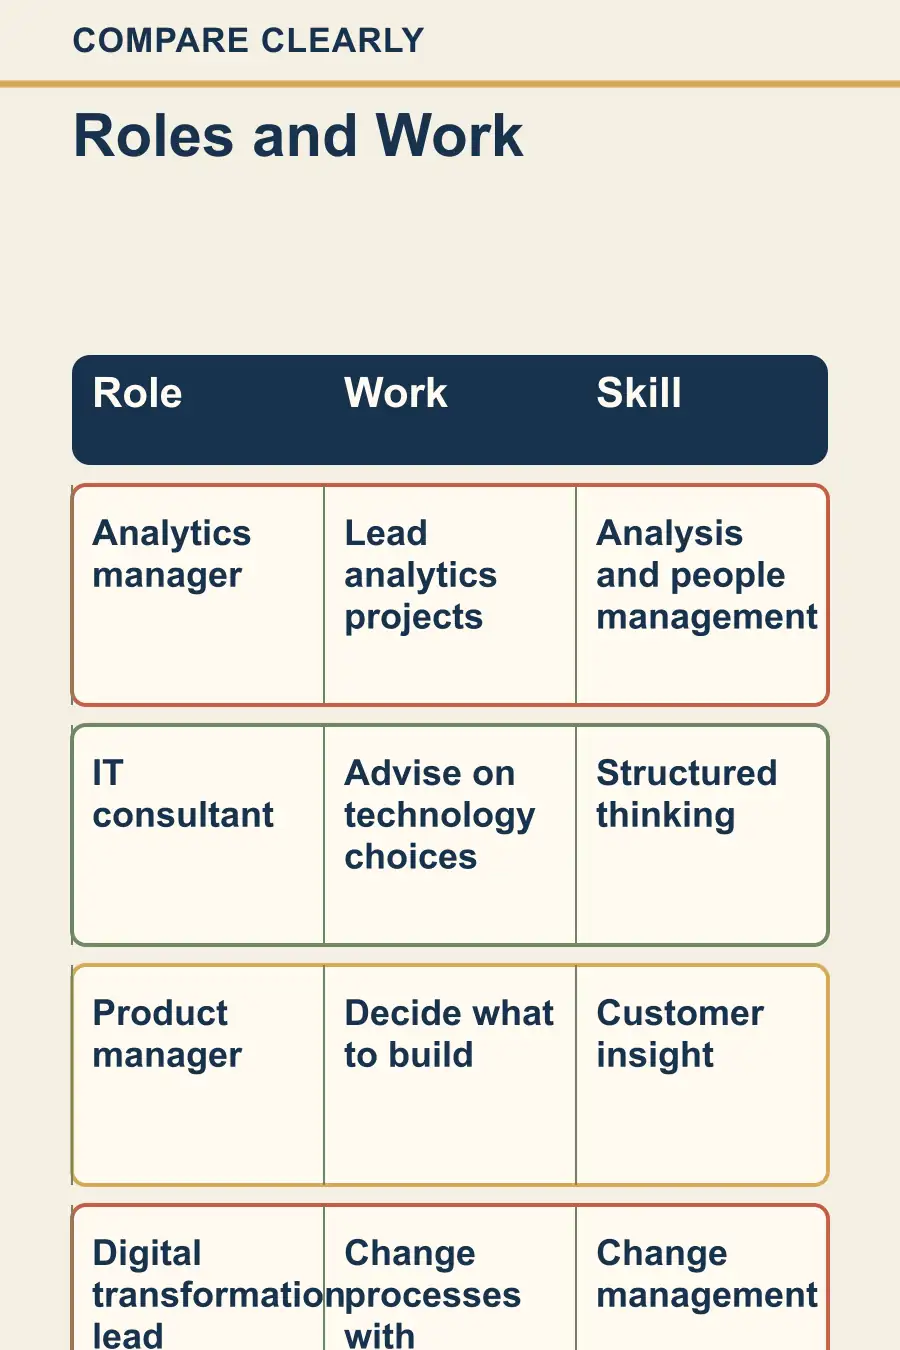 COMPARE CLEARLY
Roles and Work
Role Work Skill
Analytics
manager
Lead
analytics
projects
Analysis
and people
management
IT
consultant
Advise on
technology
choices
Structured
thinking
Product
manager
Decide what
to build
Customer
insight
Digital
transformation
lead
Change
processes
with
Change
management